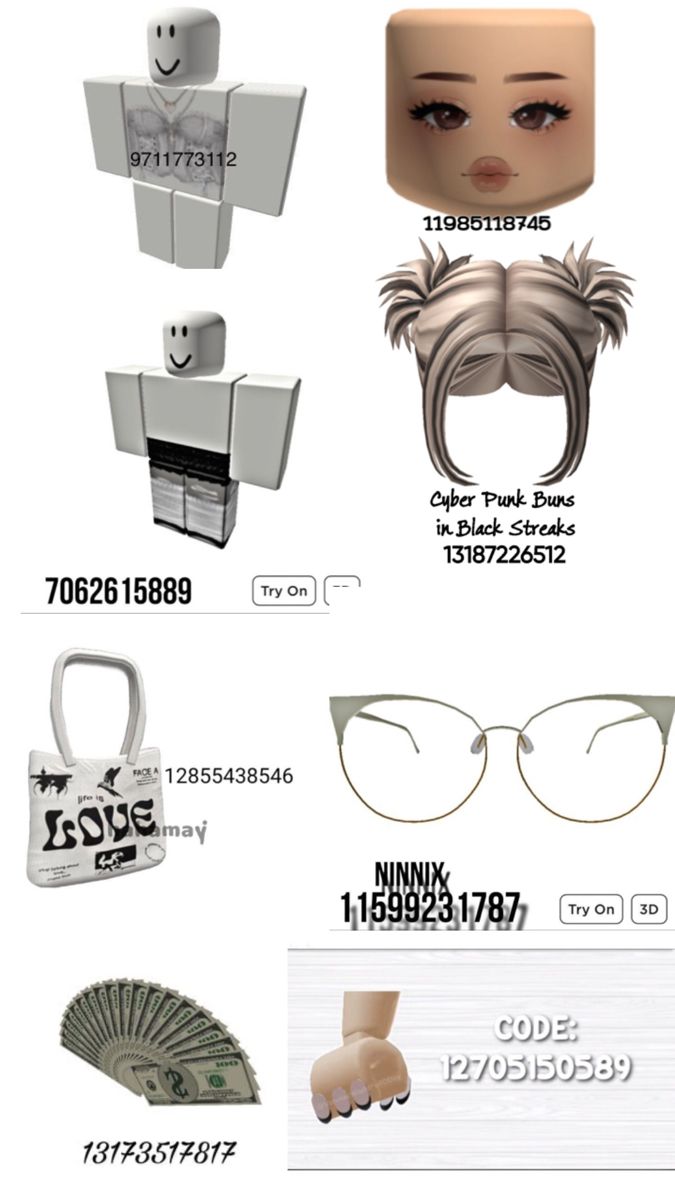 9711773112
11985118745
Cyber Punk Buns
in Black Streaks
13187226512
7062615889
Try On
FACE A
12855438546
life is
LOVE
NINNIX
11599231787
Try On
3D
13173517817
CODE:
12705150589